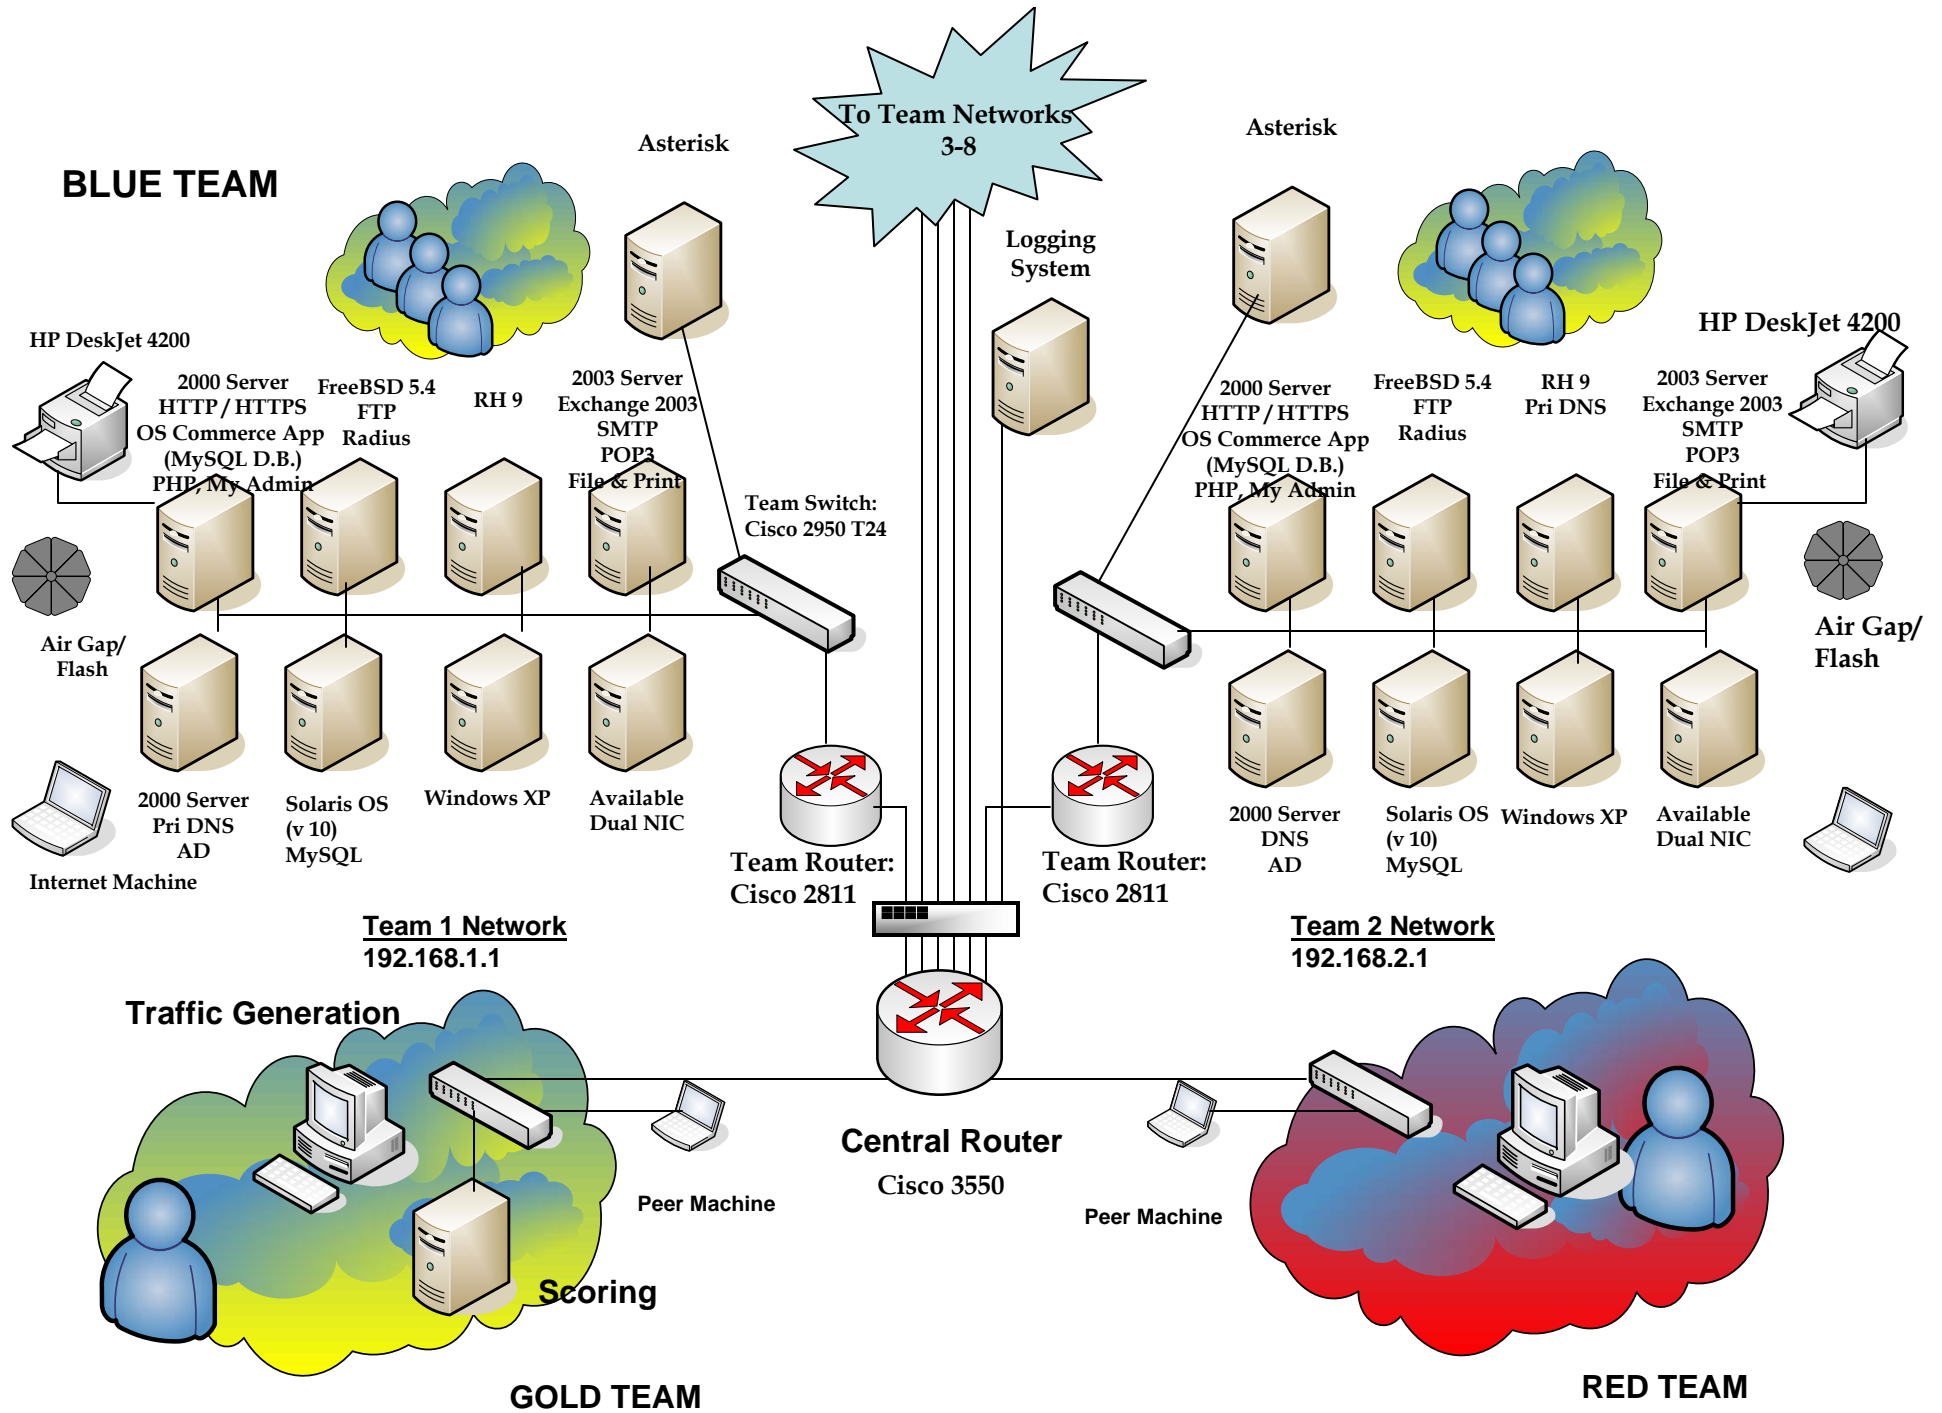 To Team Networks
3-8
Asterisk
Asterisk
BLUE TEAM
Logging
System
HP DeskJet 4200
HP DeskJet 4200
2000 Server
HTTP / HTTPS
OS Commerce App
(MySQL D.B.)
PHP, My Admin
FreeBSD 5.4
FTP
Radius
RH 9
2003 Server
Exchange 2003
SMTP
POP3
File & Print
2000 Server
HTTP / HTTPS
OS Commerce App
(MySQL D.B.)
PHP, My Admin
FreeBSD 5.4
FTP
Radius
RH 9
Pri DNS
2003 Server
Exchange 2003
SMTP
POP3
File & Print
Team Switch:
Cisco 2950 T24
Air Gap/
Flash
Air Gap/
Flash
2000 Server
Pri DNS
AD
Solaris OS
(v 10)
MySQL
Windows XP
Available
Dual NIC
2000 Server
DNS
AD
Solaris OS
(v 10)
MySQL
Windows XP
Available
Dual NIC
Internet Machine
Team Router:
Cisco 2811
Team Router:
Cisco 2811
Team 1 Network
192.168.1.1
Team 2 Network
192.168.2.1
Traffic Generation
Central Router
Cisco 3550
Peer Machine
Peer Machine
Scoring
GOLD TEAM
RED TEAM